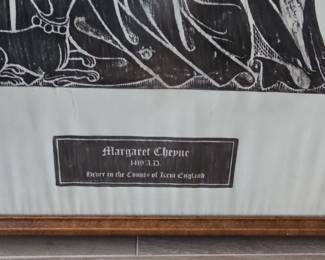 Margaret Cheyne
1419 A.D.
Hever in the County of Kent England